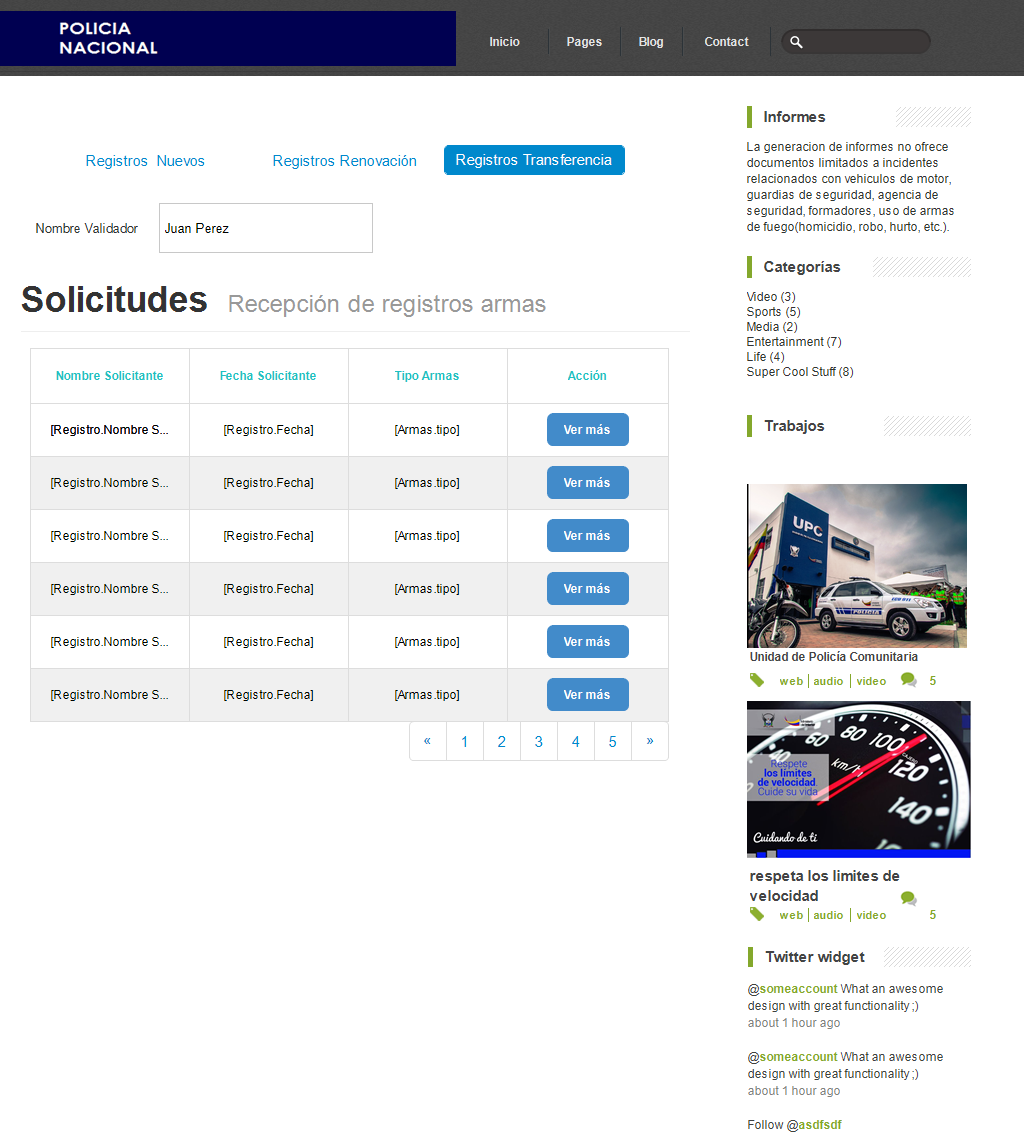 POLICIA
NACIONAL
Inicio
Pages
Blog
Contact
Registros Nuevos
Registros Renovación
Registros Transferencia
Nombre Validador
Juan Perez
Solicitudes Recepción de registros armas
Nombre Solicitante Fecha Solicitante Tipo Armas Acción
[Registro.Nombre S... [Registro.Fecha] [Armas.tipo] Ver más
[Registro.Nombre S... [Registro.Fecha] [Armas.tipo] Ver más
[Registro.Nombre S... [Registro.Fecha] [Armas.tipo] Ver más
[Registro.Nombre S... [Registro.Fecha] [Armas.tipo] Ver más
[Registro.Nombre S... [Registro.Fecha] [Armas.tipo] Ver más
[Registro.Nombre S... [Registro.Fecha] [Armas.tipo] Ver más
« 1 2 3 4 5 »
Informes
La generacion de informes no ofrece
documentos limitados a incidentes
relacionados con vehiculos de motor,
guardias de seguridad, agencia de
seguridad, formadores, uso de armas
de fuego(homicidio, robo, hurto, etc.).
Categorías
Video (3)
Sports (5)
Media (2)
Entertainment (7)
Life (4)
Super Cool Stuff (8)
Trabajos
UPC
POLICIA
Unidad de Policía Comunitaria
web | audio | video 5
60 80 100 120 140
km/h
Respete
los límites
de velocidad.
Cuide su vida
Cuidando de ti
respeta los limites de
velocidad
web | audio | video 5
Twitter widget
@someaccount What an awesome
design with great functionality ;)
about 1 hour ago
@someaccount What an awesome
design with great functionality ;)
about 1 hour ago
Follow @asdfsdf